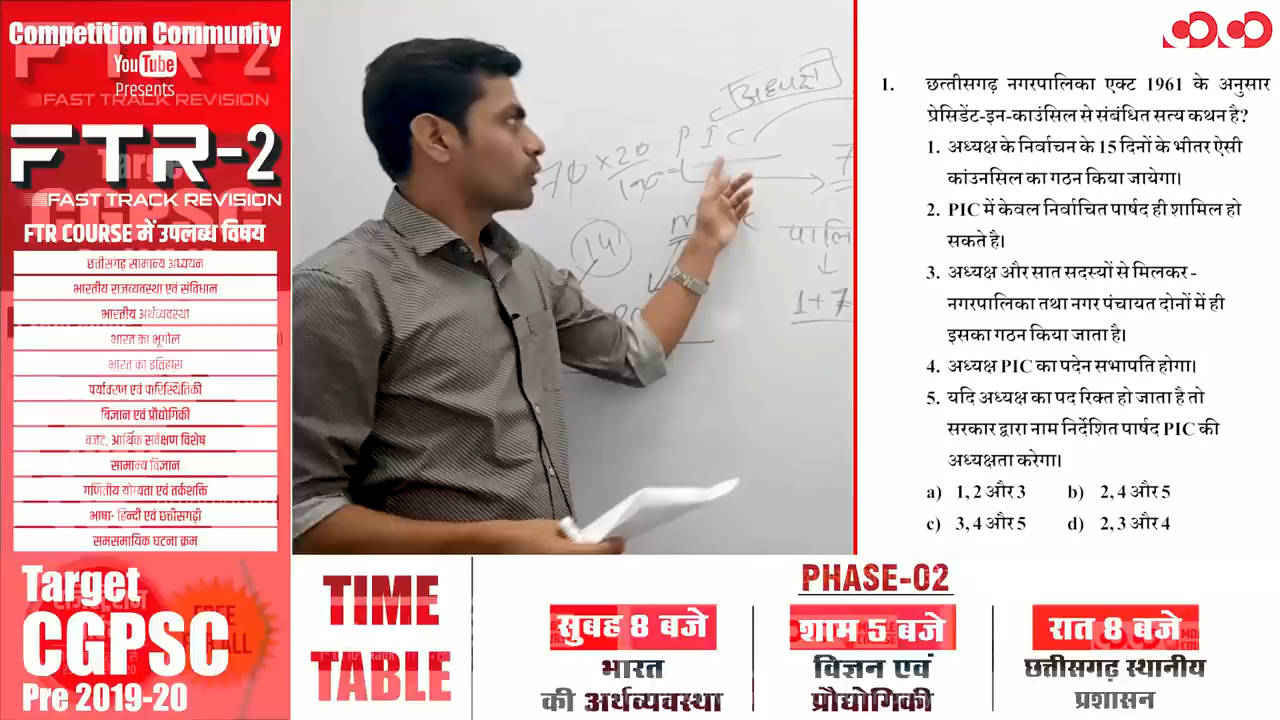 Competition Community
YouTube
Presents
FTR-2
FAST TRACK REVISION
FTR COURSE में उपलब्ध विषय
छत्तीसगढ़ सामान्य अध्ययन
भारतीय राजव्यवस्था एवं संविधान
भारतीय अर्थव्यवस्था
भारत का भूगोल
भारत का इतिहास
पर्यावरण एवं पारिस्थितिकी
विज्ञान एवं प्रौद्योगिकी
बजट, आर्थिक सर्वेक्षण विशेष
सामान्य विज्ञान
गणितीय योग्यता एवं तर्कशक्ति
भाषा- हिन्दी एवं छत्तीसगढ़ी
समसमायिक घटना क्रम
Target
CGPSC
Pre 2019-20
अध्यक्ष
PIC
70 × 20
100
7
14
पालि
1+7
1. छत्तीसगढ़ नगरपालिका एक्ट 1961 के अनुसार
प्रेसिडेंट-इन-काउंसिल से संबंधित सत्य कथन है?
1. अध्यक्ष के निर्वाचन के 15 दिनों के भीतर ऐसी
कांउनसिल का गठन किया जायेगा।
2. PIC में केवल निर्वाचित पार्षद ही शामिल हो
सकते है।
3. अध्यक्ष और सात सदस्यों से मिलकर -
नगरपालिका तथा नगर पंचायत दोनों में ही
इसका गठन किया जाता है।
4. अध्यक्ष PIC का पदेन सभापति होगा।
5. यदि अध्यक्ष का पद रिक्त हो जाता है तो
सरकार द्वारा नाम निर्देशित पार्षद PIC की
अध्यक्षता करेगा।
a) 1, 2 और 3 b) 2, 4 और 5
c) 3, 4 और 5 d) 2, 3 और 4
TIME
TABLE
PHASE-02
सुबह 8 बजे
भारत
की अर्थव्यवस्था
शाम 5 बजे
विज्ञन एवं
प्रौद्योगिकी
रात 8 बजे
छत्तीसगढ़ स्थानीय
प्रशासन